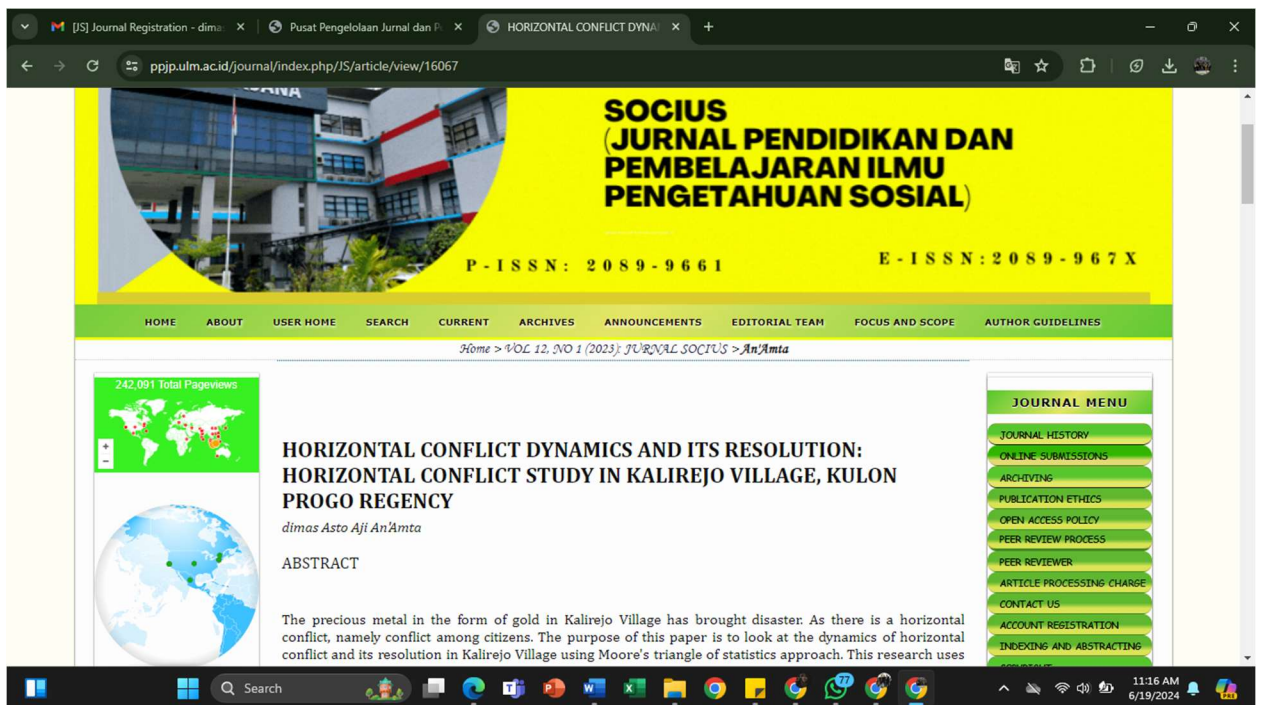 [JS] Journal Registration - dima
Pusat Pengelolaan Jurnal dan P
HORIZONTAL CONFLICT DYNA
ppjp.ulm.ac.id/journal/index.php/JS/article/view/16067
SOCIUS
(JURNAL PENDIDIKAN DAN
PEMBELAJARAN ILMU
PENGETAHUAN SOSIAL)
P-ISSN: 2089-9661
E-ISSN:2089-967X
HOME ABOUT USER HOME SEARCH CURRENT ARCHIVES ANNOUNCEMENTS EDITORIAL TEAM FOCUS AND SCOPE AUTHOR GUIDELINES
Home > VOL 12, NO 1 (2023): JURNAL SOCIUS > An'Amta
242,091 Total Pageviews
+
−
HORIZONTAL CONFLICT DYNAMICS AND ITS RESOLUTION:
HORIZONTAL CONFLICT STUDY IN KALIREJO VILLAGE, KULON
PROGO REGENCY
dimas Asto Aji An'Amta
ABSTRACT
The precious metal in the form of gold in Kalirejo Village has brought disaster. As there is a horizontal
conflict, namely conflict among citizens. The purpose of this paper is to look at the dynamics of horizontal
conflict and its resolution in Kalirejo Village using Moore's triangle of statistics approach. This research uses
JOURNAL MENU
JOURNAL HISTORY
ONLINE SUBMISSIONS
ARCHIVING
PUBLICATION ETHICS
OPEN ACCESS POLICY
PEER REVIEW PROCESS
PEER REVIEWER
ARTICLE PROCESSING CHARGE
CONTACT US
ACCOUNT REGISTRATION
INDEXING AND ABSTRACTING
Search
77
11:16 AM
6/19/2024
PRE